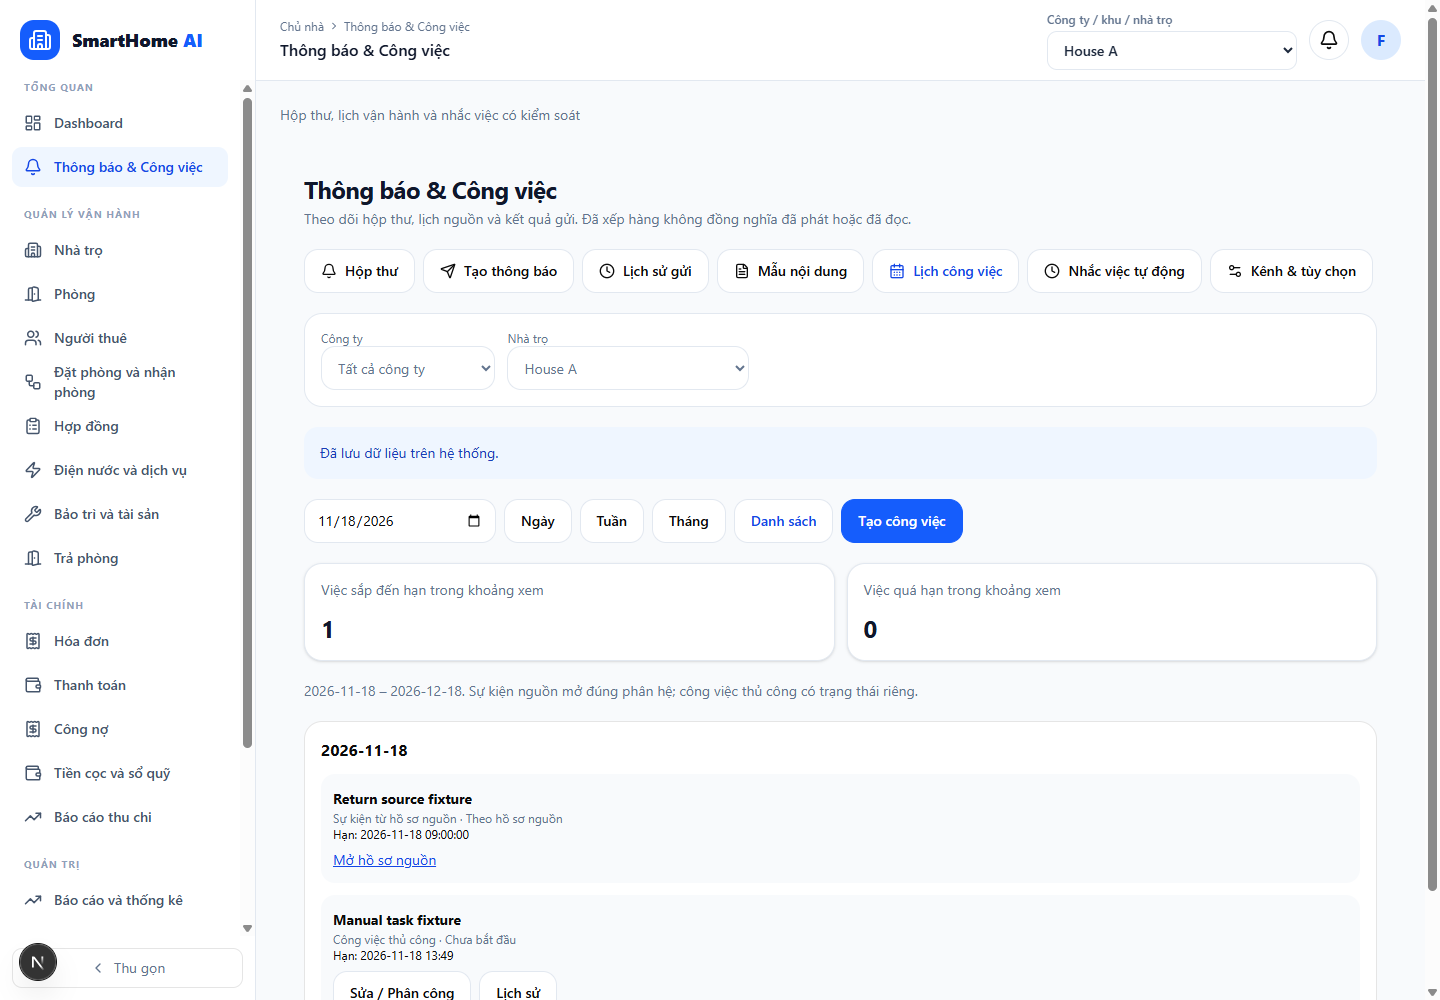 SmartHome AI
TỔNG QUAN
Dashboard
Thông báo & Công việc
QUẢN LÝ VẬN HÀNH
Nhà trọ
Phòng
Người thuê
Đặt phòng và nhận
phòng
Hợp đồng
Điện nước và dịch vụ
Bảo trì và tài sản
Trả phòng
TÀI CHÍNH
Hóa đơn
Thanh toán
Công nợ
Tiền cọc và sổ quỹ
Báo cáo thu chi
QUẢN TRỊ
Báo cáo và thống kê
N
Thu gọn
Chủ nhà > Thông báo & Công việc
Thông báo & Công việc
Công ty / khu / nhà trọ
House A
F
Hộp thư, lịch vận hành và nhắc việc có kiểm soát
Thông báo & Công việc
Theo dõi hộp thư, lịch nguồn và kết quả gửi. Đã xếp hàng không đồng nghĩa đã phát hoặc đã đọc.
Hộp thư
Tạo thông báo
Lịch sử gửi
Mẫu nội dung
Lịch công việc
Nhắc việc tự động
Kênh & tùy chọn
Công ty
Nhà trọ
Tất cả công ty
House A
Đã lưu dữ liệu trên hệ thống.
11/18/2026
Ngày
Tuần
Tháng
Danh sách
Tạo công việc
Việc sắp đến hạn trong khoảng xem
1
Việc quá hạn trong khoảng xem
0
2026-11-18 – 2026-12-18. Sự kiện nguồn mở đúng phân hệ; công việc thủ công có trạng thái riêng.
2026-11-18
Return source fixture
Sự kiện từ hồ sơ nguồn · Theo hồ sơ nguồn
Hạn: 2026-11-18 09:00:00
Mở hồ sơ nguồn
Manual task fixture
Công việc thủ công · Chưa bắt đầu
Hạn: 2026-11-18 13:49
Sửa / Phân công
Lịch sử